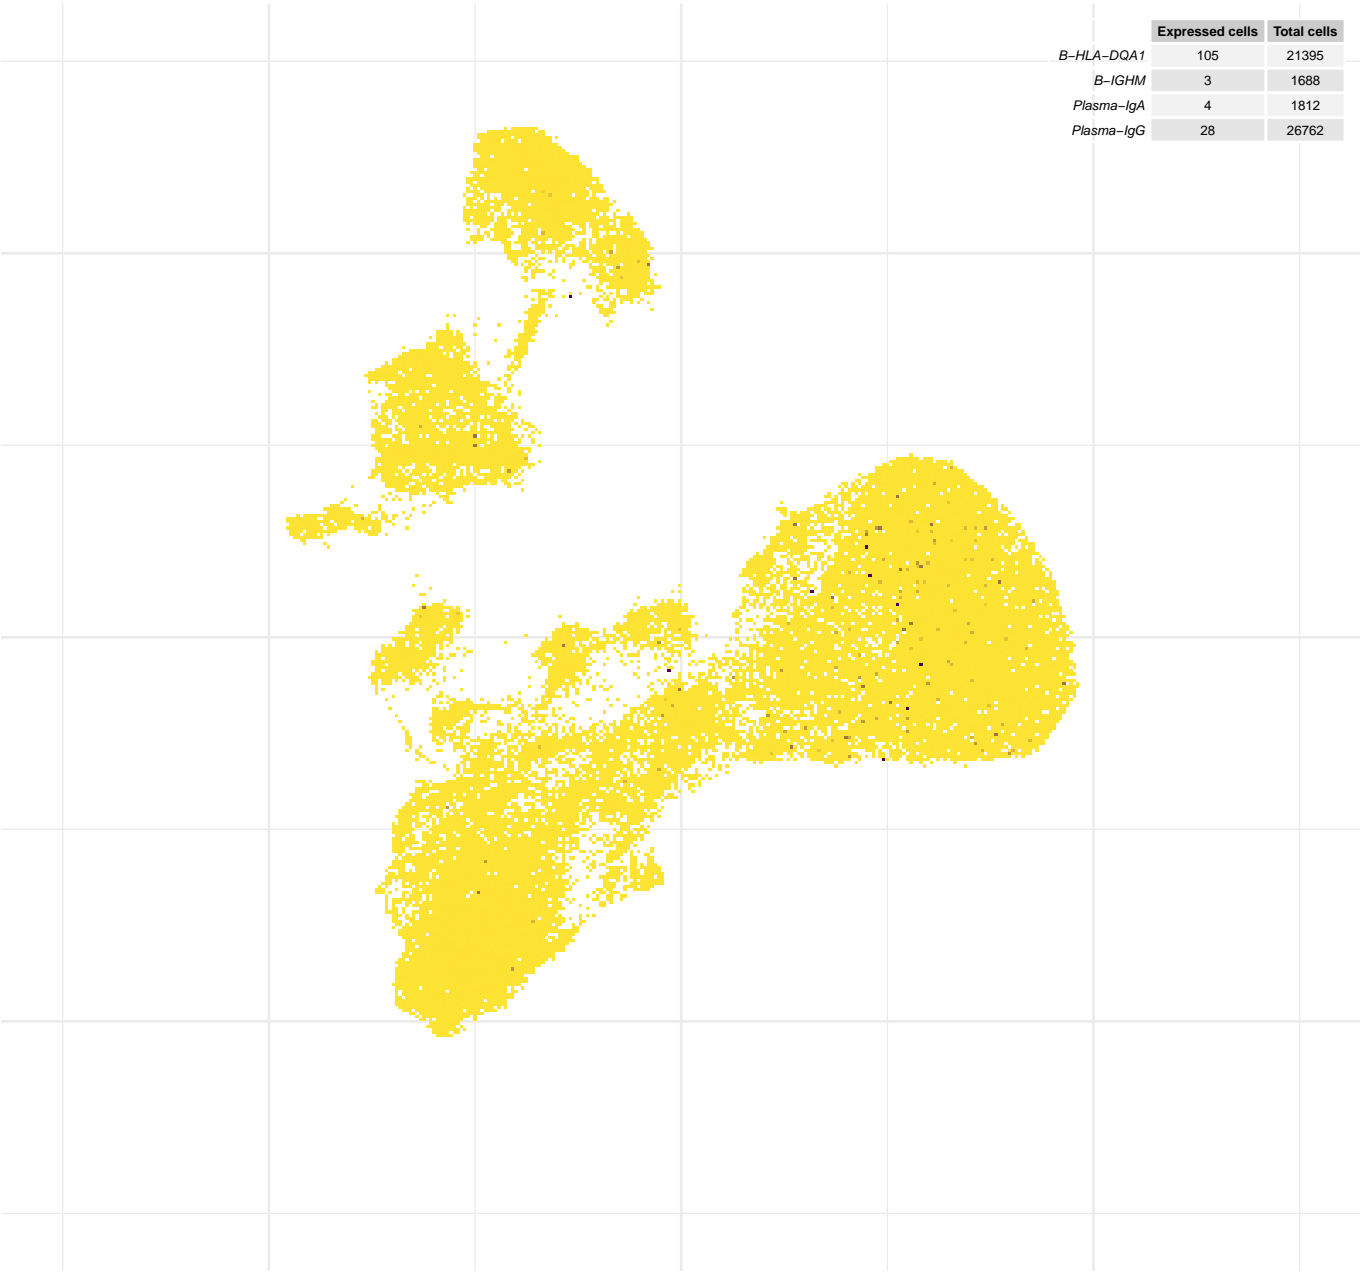 Expressed cells Total cells
B−HLA−DQA1 105 21395
B−IGHM 3 1688
Plasma−IgA 4 1812
Plasma−IgG 28 26762